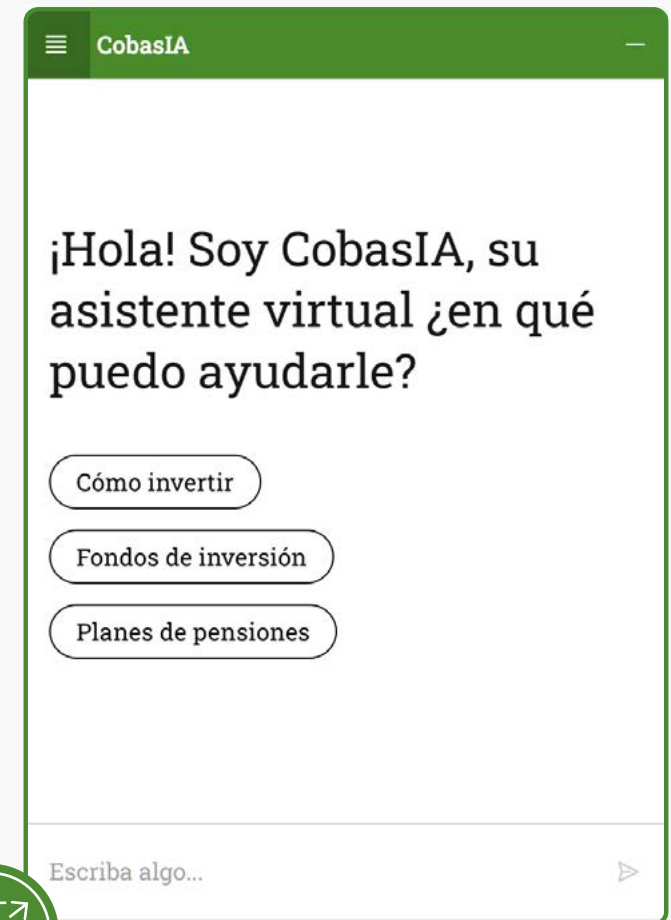 CobasIA
¡Hola! Soy CobasIA, su
asistente virtual ¿en qué
puedo ayudarle?
Cómo invertir
Fondos de inversión
Planes de pensiones
Escriba algo...